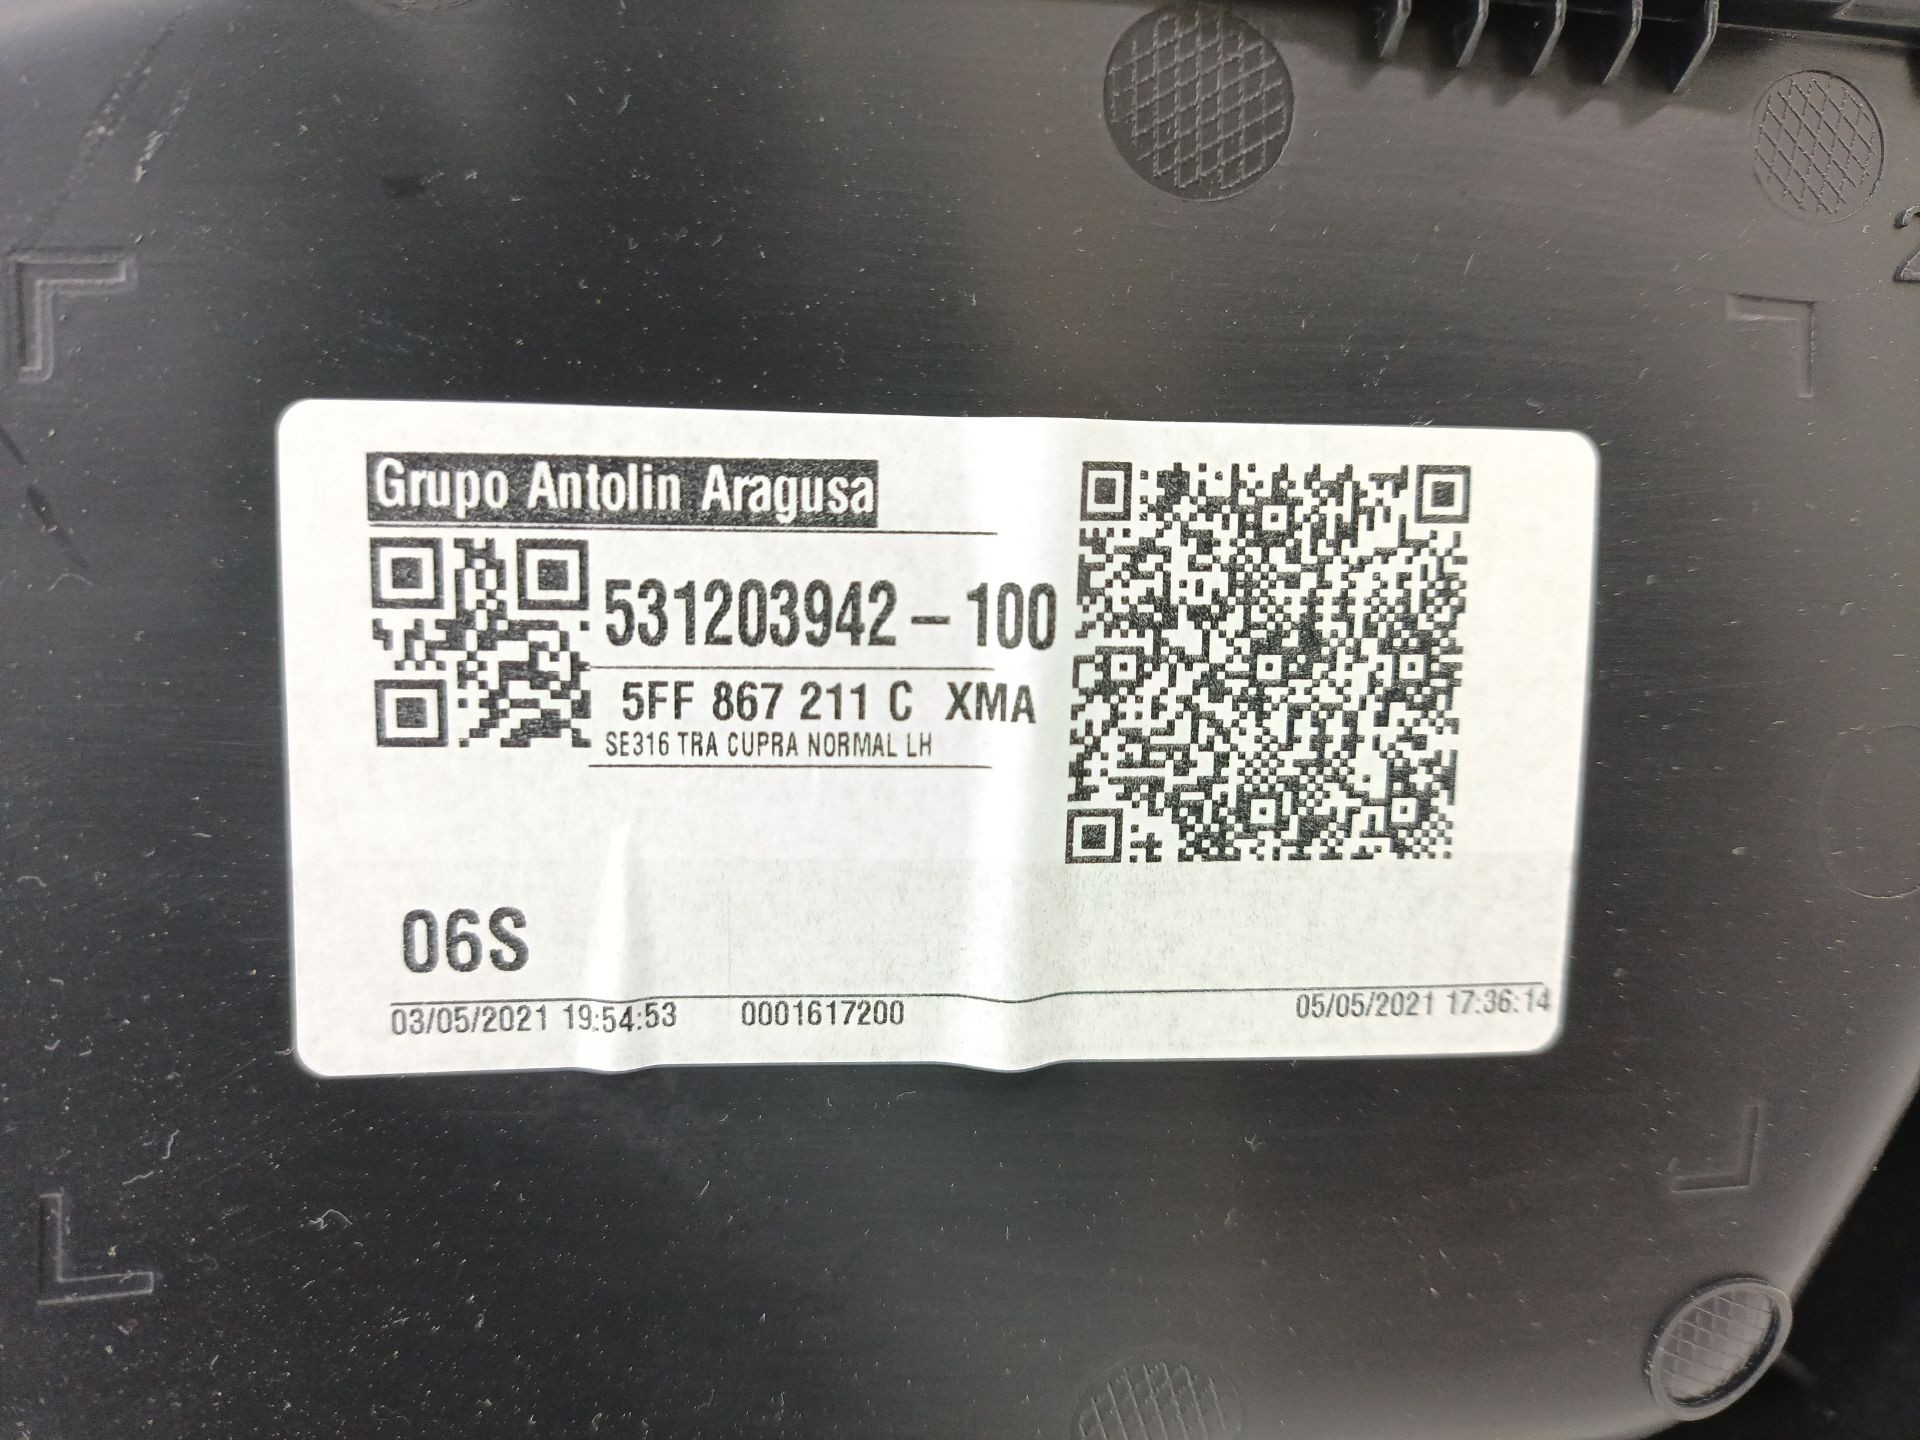 Grupo Antolin Aragusa
531203942 – 100
5FF 867 211 C XMA
SE316 TRA CUPRA NORMAL LH
06S
03/05/2021 19:54:53 0001617200 05/05/2021 17:36:14